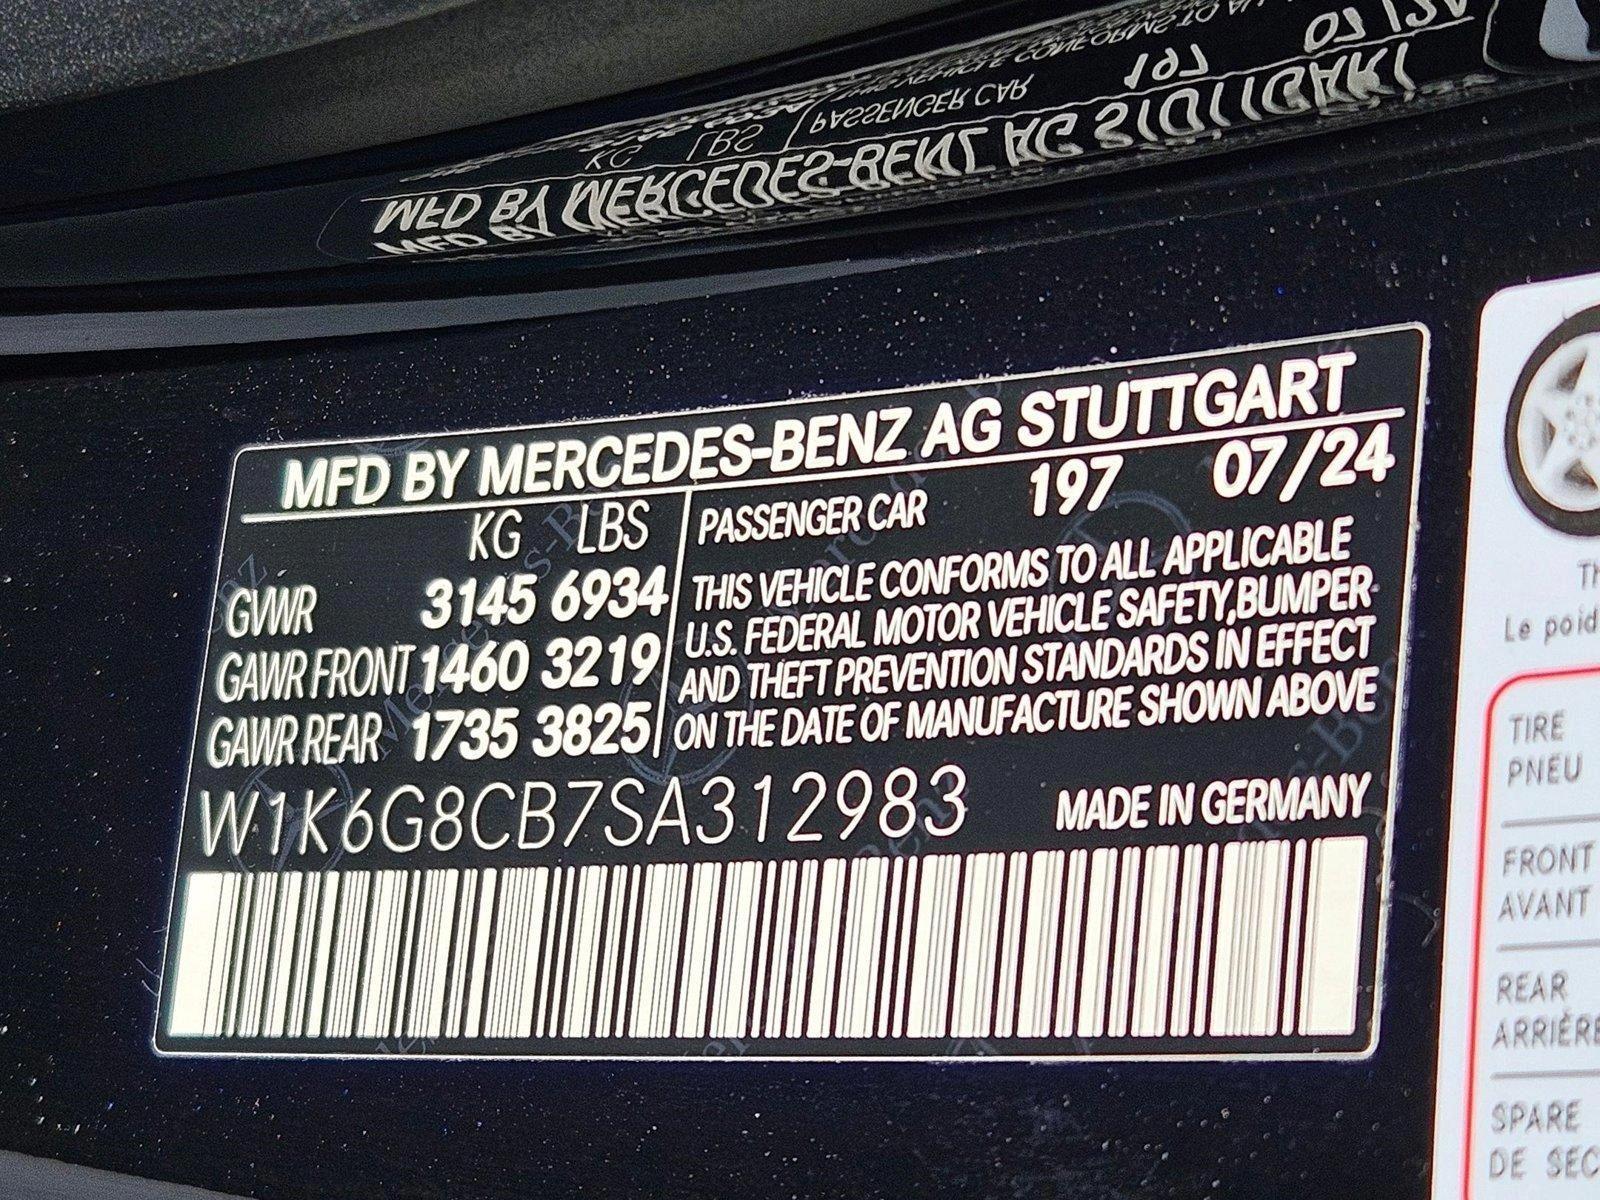 MFD BY MERCEDES-BENZ AG STUTTGART
KG LBS PASSENGER CAR 197 07/24
GVWR 3145 6934
GAWR FRONT 1460 3219
GAWR REAR 1735 3825
THIS VEHICLE CONFORMS TO ALL APPLICABLE
U.S. FEDERAL MOTOR VEHICLE SAFETY,BUMPER
AND THEFT PREVENTION STANDARDS IN EFFECT
ON THE DATE OF MANUFACTURE SHOWN ABOVE
W1K6G8CB7SA312983 MADE IN GERMANY
Le
TIRE
PNEU
FRONT
AVANT
REAR
ARRIÈRE
SPARE
DE